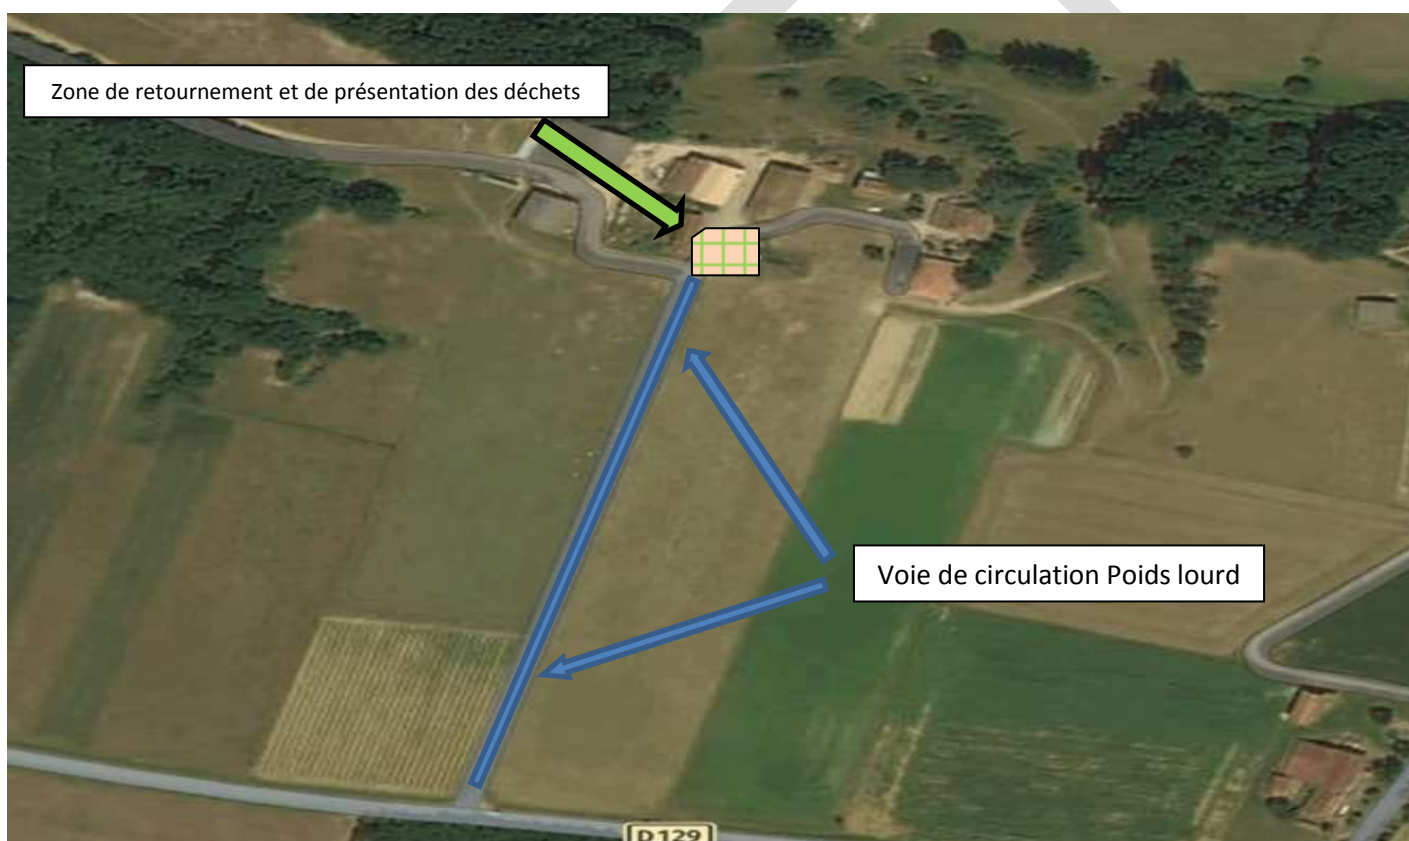 Zone de retournement et de présentation des déchets
Voie de circulation Poids lourd
D129